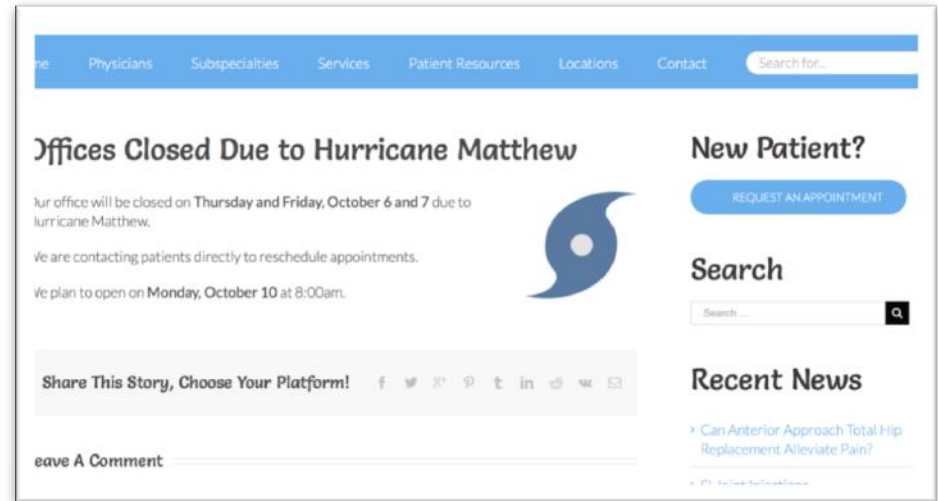 me Physicians Subspecialties Services Patient Resources Locations Contact Search for...
Offices Closed Due to Hurricane Matthew
Our office will be closed on Thursday and Friday, October 6 and 7 due to
Hurricane Matthew.
We are contacting patients directly to reschedule appointments.
We plan to open on Monday, October 10 at 8:00am.
Share This Story, Choose Your Platform!
eave A Comment
New Patient?
REQUEST AN APPOINTMENT
Search
Search ...
Recent News
Can Anterior Approach Total Hip
Replacement Alleviate Pain?